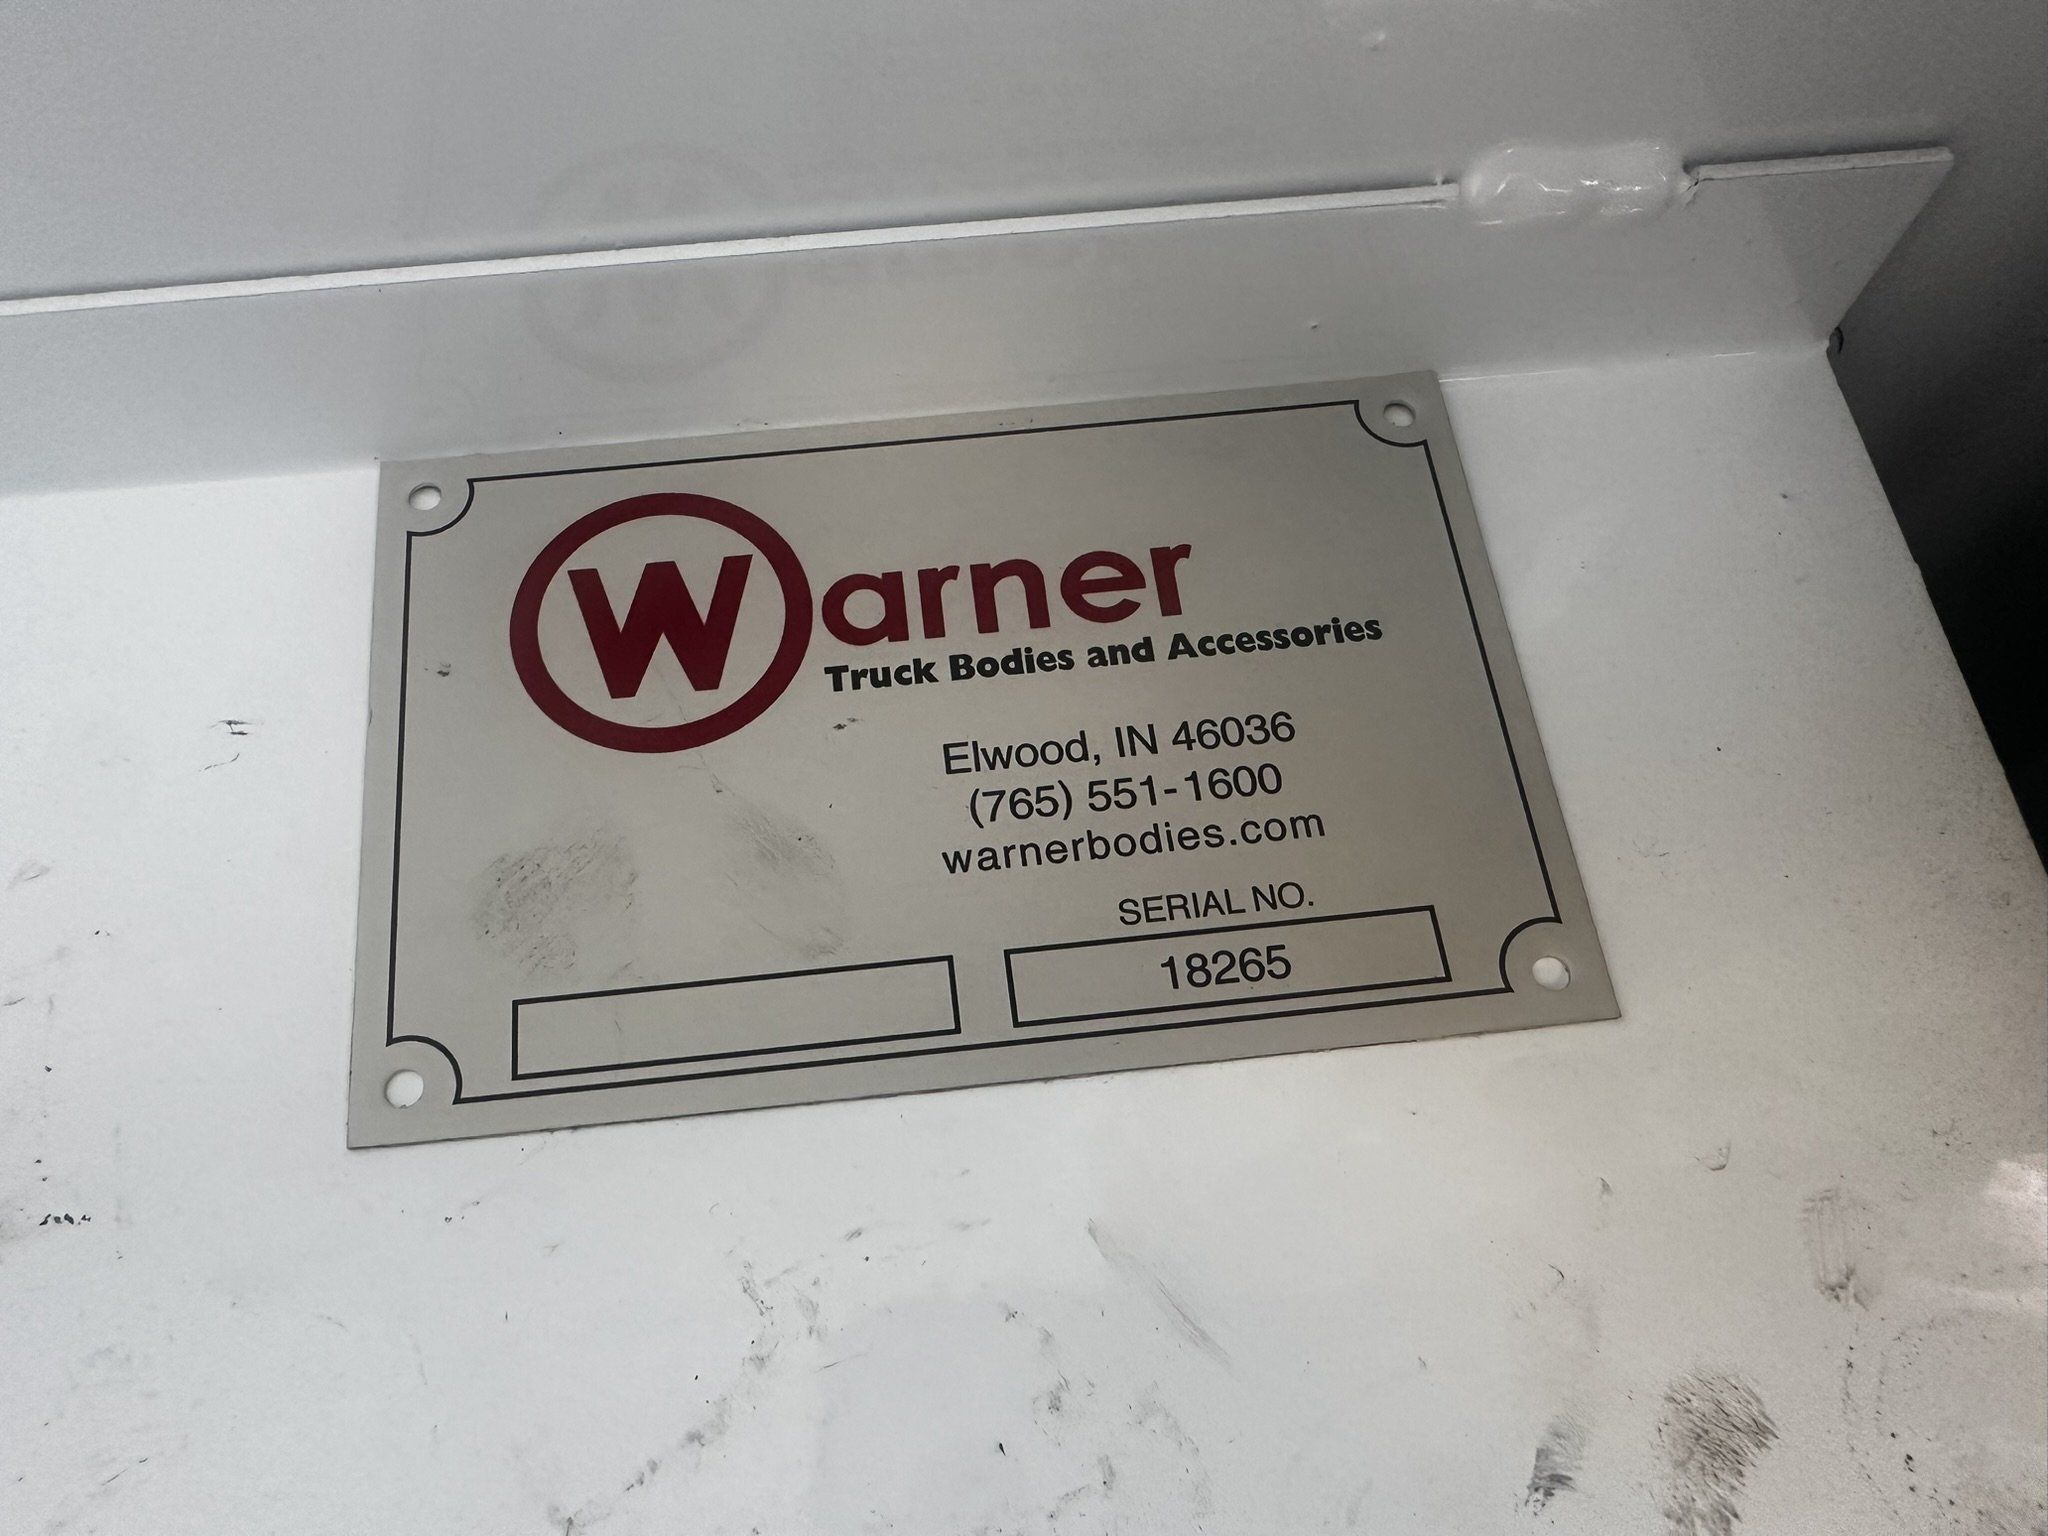 Warner
Truck Bodies and Accessories
Elwood, IN 46036
(765) 551-1600
warnerbodies.com
SERIAL NO.
18265